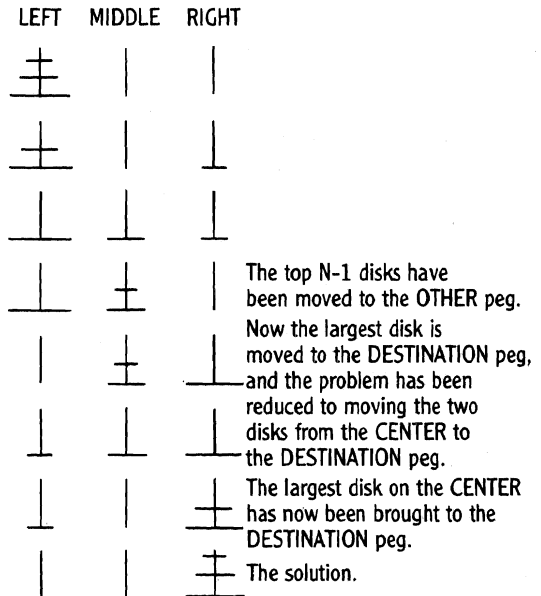 LEFT MIDDLE RIGHT
The top N-1 disks have
been moved to the OTHER peg.
Now the largest disk is
moved to the DESTINATION peg,
and the problem has been
reduced to moving the two
disks from the CENTER to
the DESTINATION peg.
The largest disk on the CENTER
has now been brought to the
DESTINATION peg.
The solution.